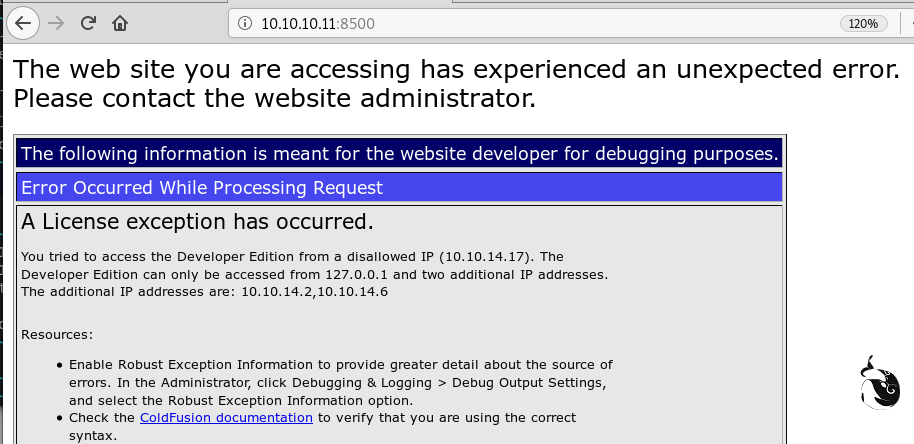 10.10.10.11:8500
120%
The web site you are accessing has experienced an unexpected error.
Please contact the website administrator.
The following information is meant for the website developer for debugging purposes.
Error Occurred While Processing Request
A License exception has occurred.
You tried to access the Developer Edition from a disallowed IP (10.10.14.17). The
Developer Edition can only be accessed from 127.0.0.1 and two additional IP addresses.
The additional IP addresses are: 10.10.14.2,10.10.14.6
Resources:
• Enable Robust Exception Information to provide greater detail about the source of
errors. In the Administrator, click Debugging & Logging > Debug Output Settings,
and select the Robust Exception Information option.
• Check the ColdFusion documentation to verify that you are using the correct
syntax.